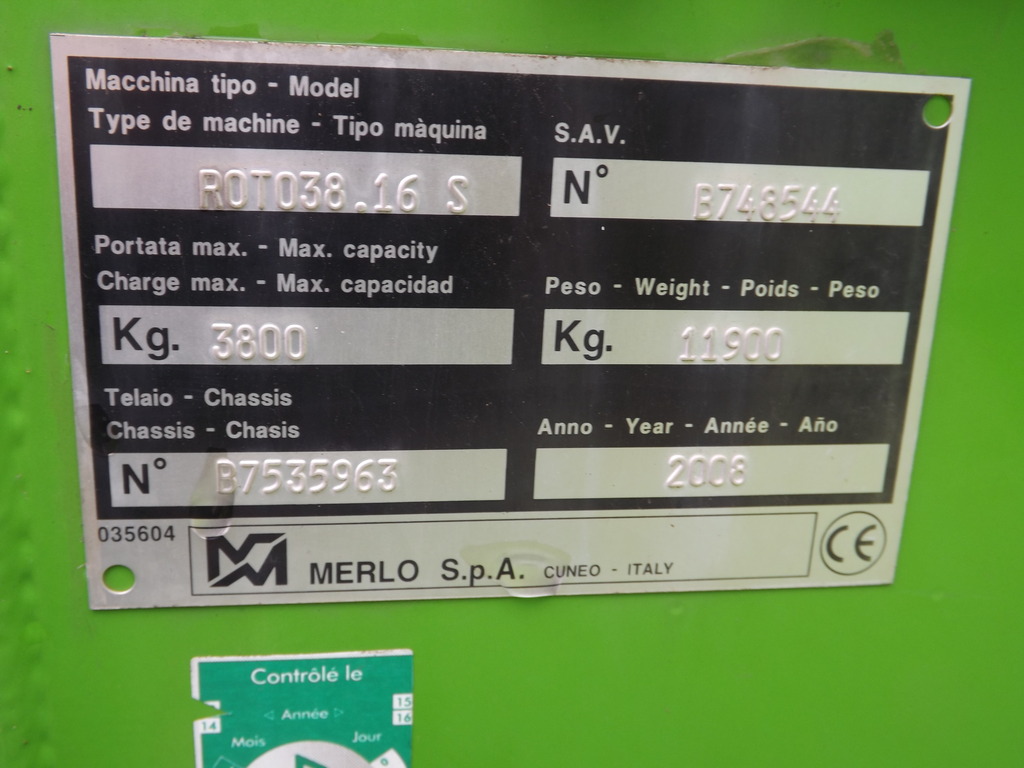 Macchina tipo - Model
Type de machine - Tipo màquina
ROTO38.16 S
S.A.V.
N° B748544
Portata max. - Max. capacity
Charge max. - Max. capacidad
Kg. 3800
Peso - Weight - Poids - Peso
Kg. 11900
Telaio - Chassis
Chassis - Chasis
N° B7535963
Anno - Year - Année - Año
2008
035604
MERLO S.p.A. CUNEO - ITALY
CE
Contrôlé le
Année
14
15
16
Mois
Jour